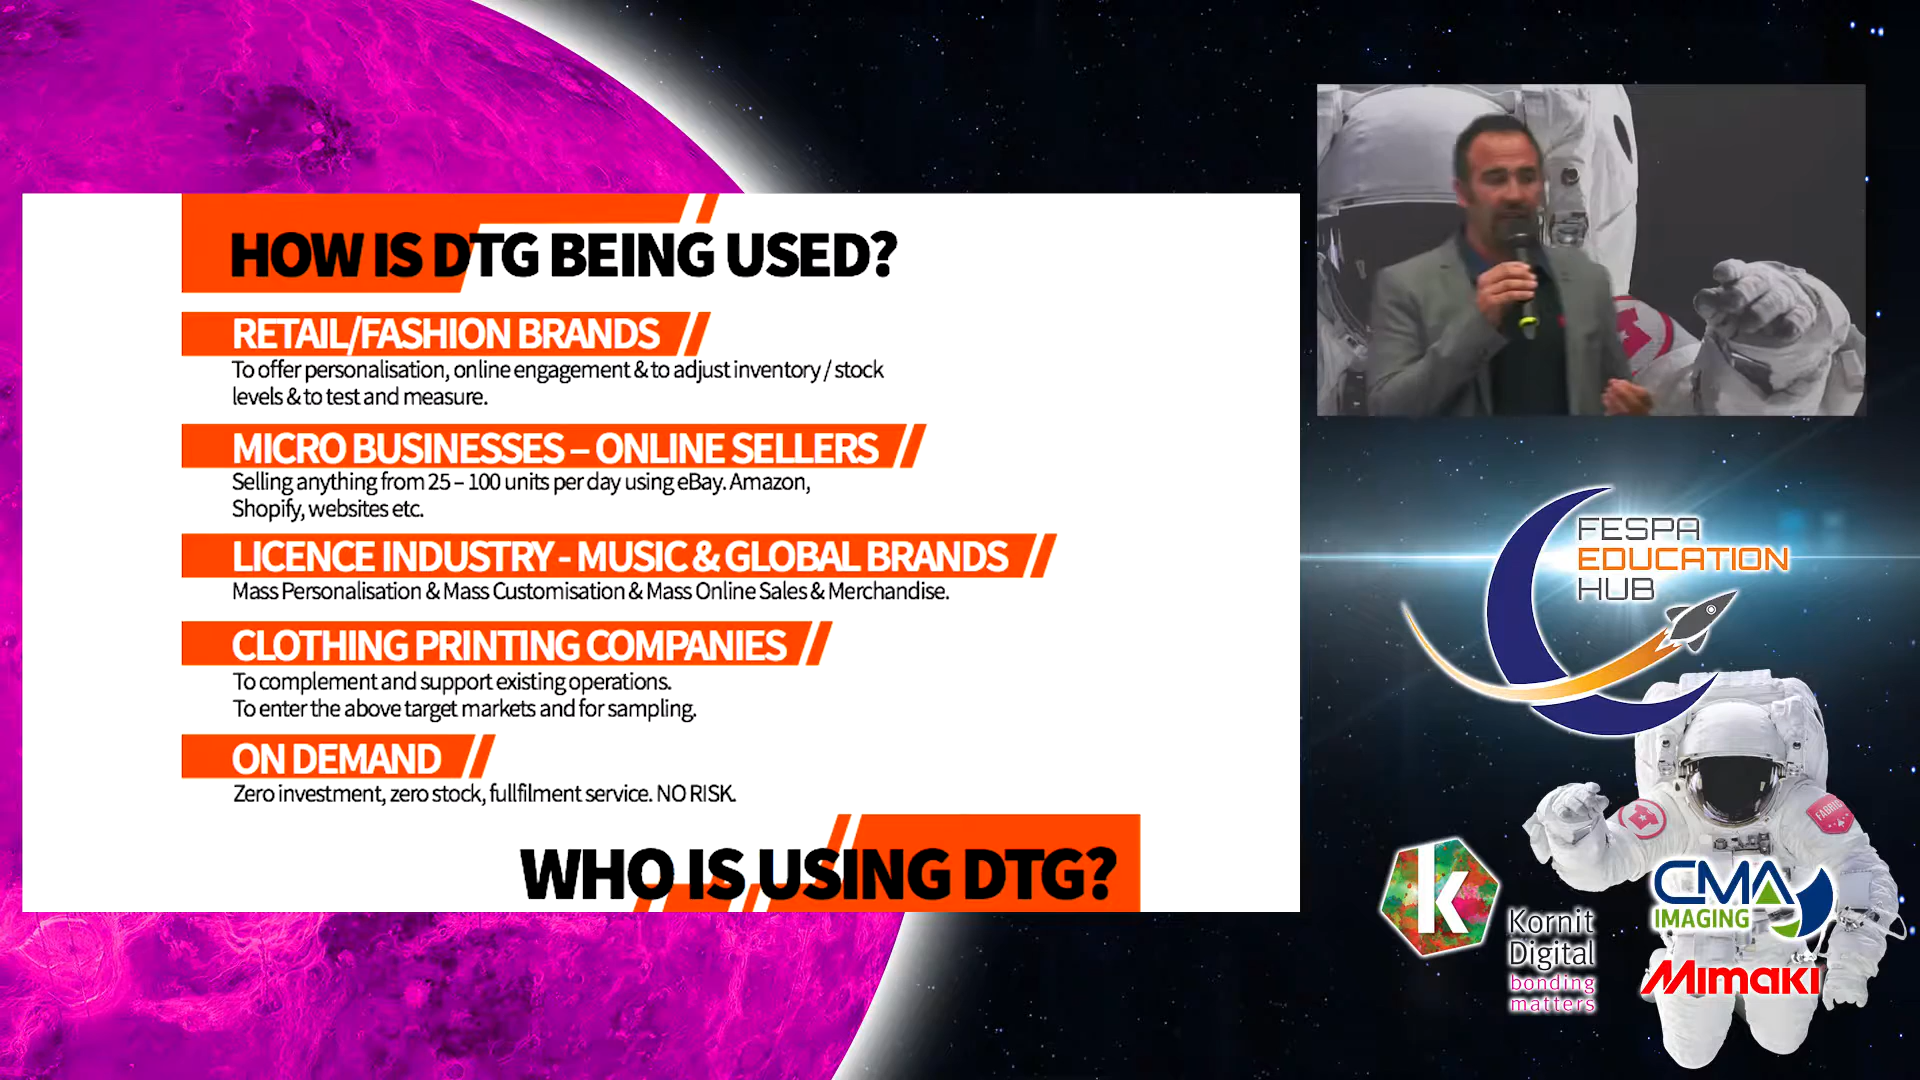 HOW IS DTG BEING USED?
RETAIL/FASHION BRANDS
To offer personalisation, online engagement & to adjust inventory / stock
levels & to test and measure.
MICRO BUSINESSES – ONLINE SELLERS
Selling anything from 25 – 100 units per day using eBay. Amazon,
Shopify, websites etc.
LICENCE INDUSTRY - MUSIC & GLOBAL BRANDS
Mass Personalisation & Mass Customisation & Mass Online Sales & Merchandise.
CLOTHING PRINTING COMPANIES
To complement and support existing operations.
To enter the above target markets and for sampling.
ON DEMAND
Zero investment, zero stock, fullfilment service. NO RISK.
WHO IS USING DTG?
FESPA
EDUCATION
HUB
FABRIC
K
Kornit
Digital
bonding
matters
CMA
IMAGING
Mimaki